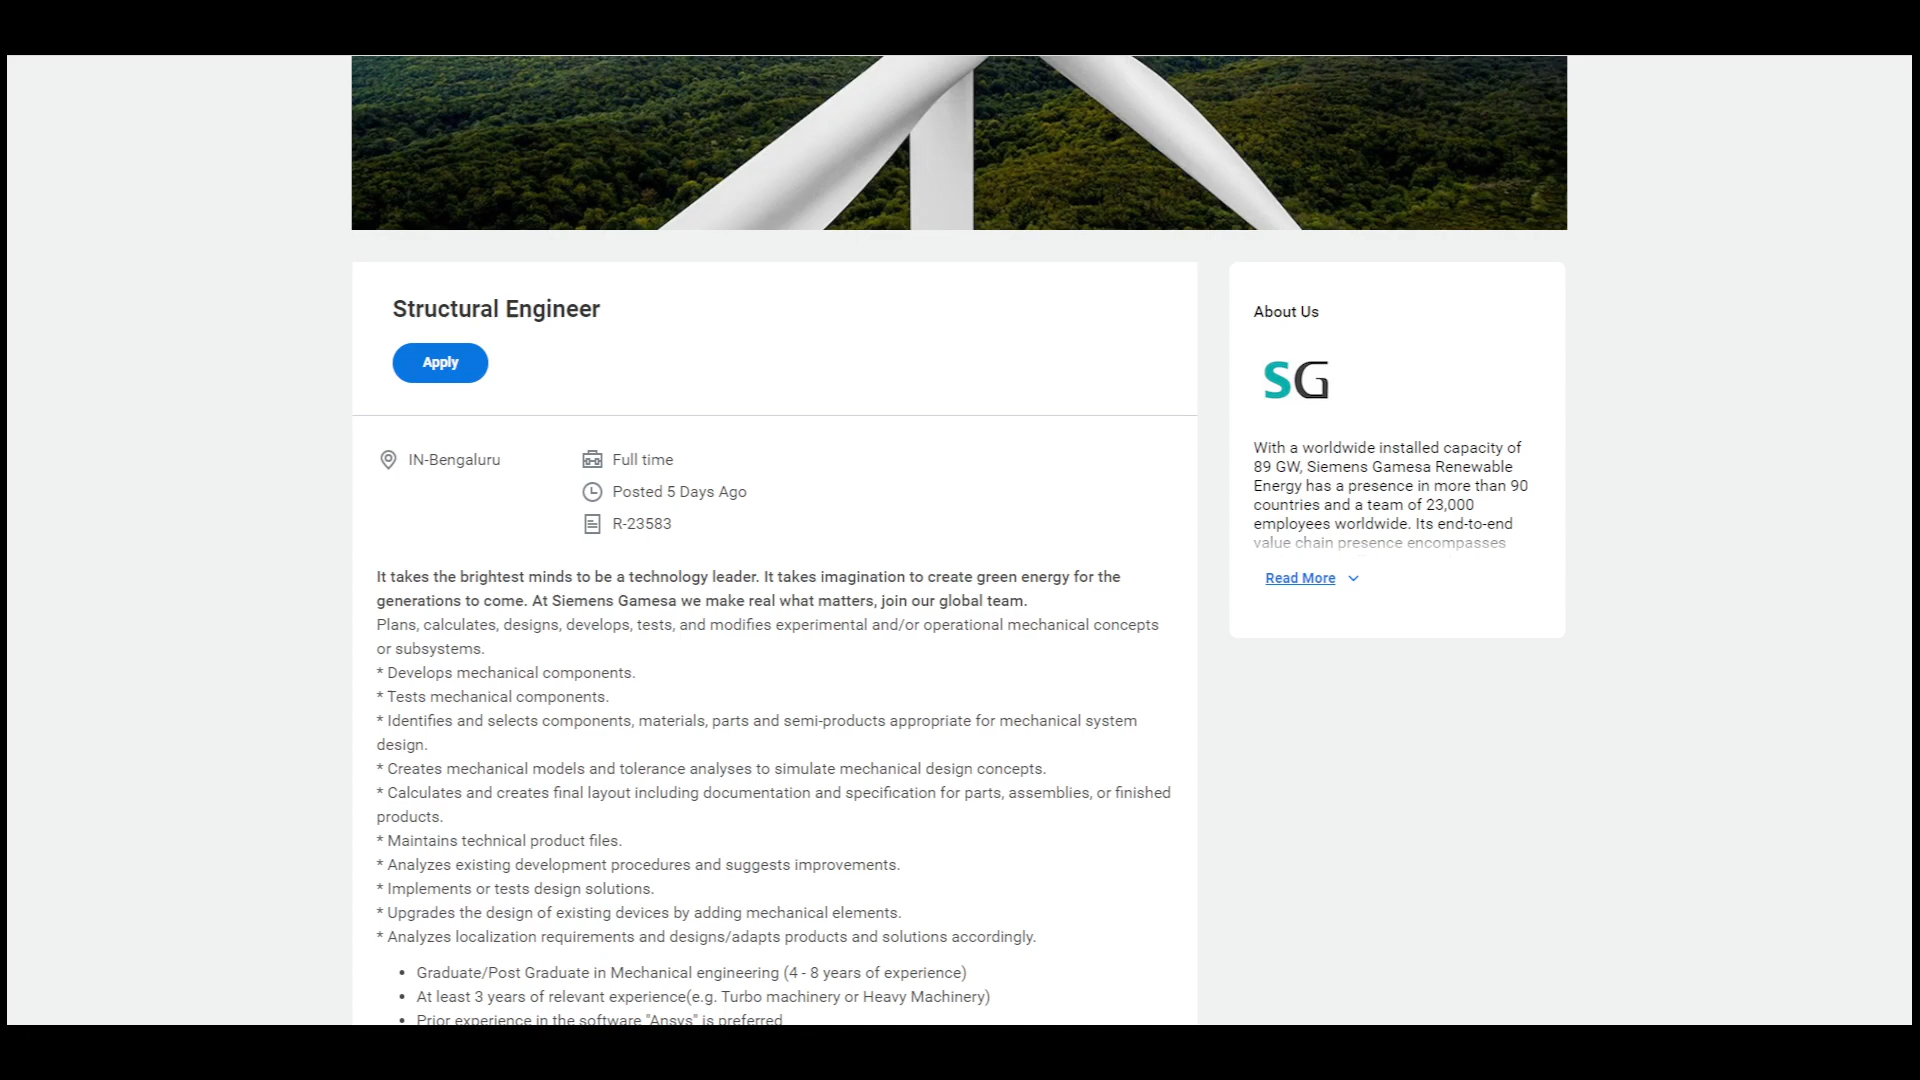 Structural Engineer
Apply
IN-Bengaluru
Full time
Posted 5 Days Ago
R-23583
It takes the brightest minds to be a technology leader. It takes imagination to create green energy for the
generations to come. At Siemens Gamesa we make real what matters, join our global team.
Plans, calculates, designs, develops, tests, and modifies experimental and/or operational mechanical concepts
or subsystems.
* Develops mechanical components.
* Tests mechanical components.
* Identifies and selects components, materials, parts and semi-products appropriate for mechanical system
design.
* Creates mechanical models and tolerance analyses to simulate mechanical design concepts.
* Calculates and creates final layout including documentation and specification for parts, assemblies, or finished
products.
* Maintains technical product files.
* Analyzes existing development procedures and suggests improvements.
* Implements or tests design solutions.
* Upgrades the design of existing devices by adding mechanical elements.
* Analyzes localization requirements and designs/adapts products and solutions accordingly.
• Graduate/Post Graduate in Mechanical engineering (4 - 8 years of experience)
• At least 3 years of relevant experience(e.g. Turbo machinery or Heavy Machinery)
• Prior experience in the software "Ansys" is preferred
About Us
SG
With a worldwide installed capacity of
89 GW, Siemens Gamesa Renewable
Energy has a presence in more than 90
countries and a team of 23,000
employees worldwide. Its end-to-end
value chain presence encompasses
Read More